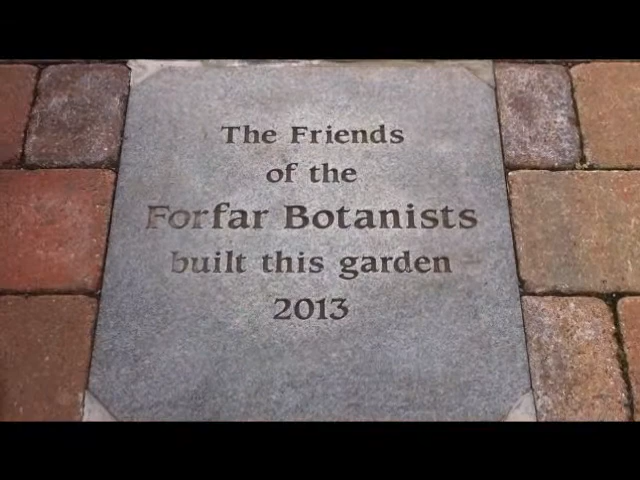 The Friends
of the
Forfar Botanists
built this garden
2013